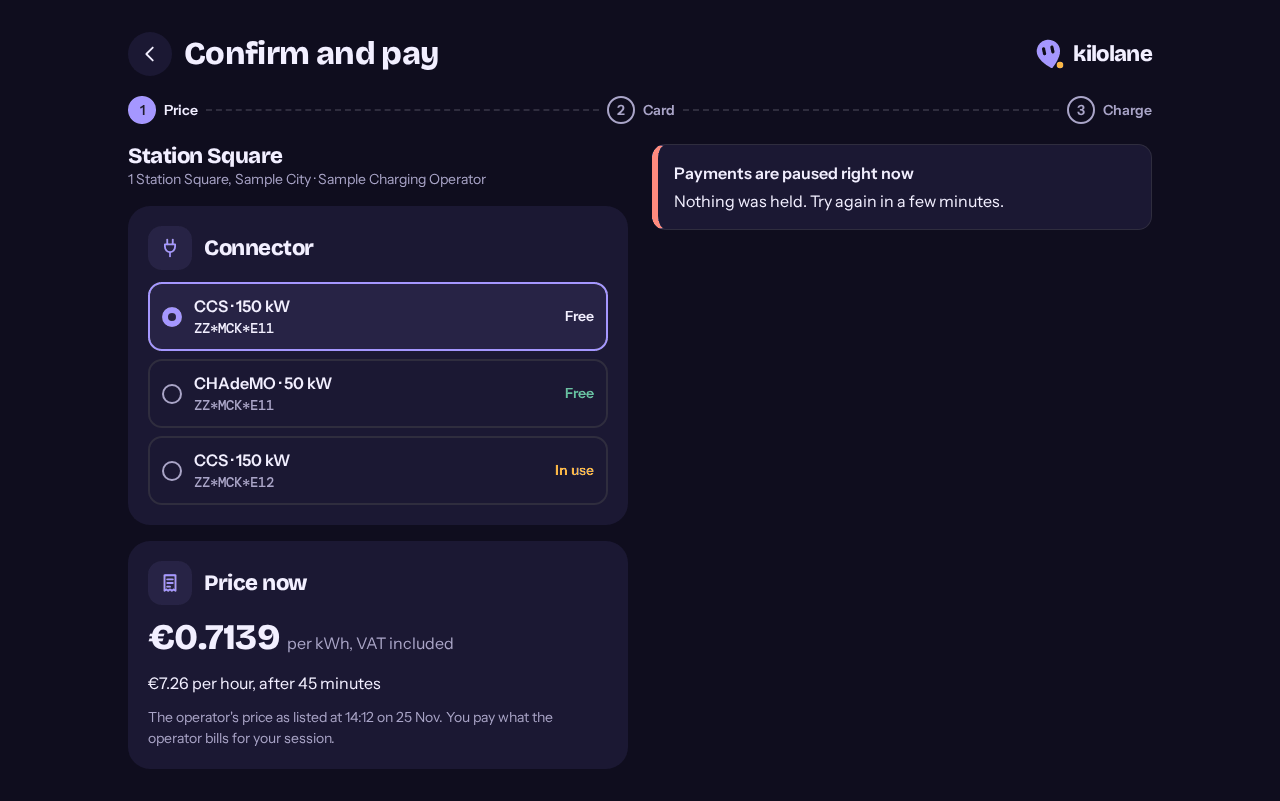 Confirm and pay
kilolane
1 Price
2 Card
3 Charge
Station Square
1 Station Square, Sample City · Sample Charging Operator
Connector
CCS · 150 kW
ZZ*MCK*E11
Free
CHAdeMO · 50 kW
ZZ*MCK*E11
Free
CCS · 150 kW
ZZ*MCK*E12
In use
Price now
€0.7139 per kWh, VAT included
€7.26 per hour, after 45 minutes
The operator's price as listed at 14:12 on 25 Nov. You pay what the
operator bills for your session.
Payments are paused right now
Nothing was held. Try again in a few minutes.